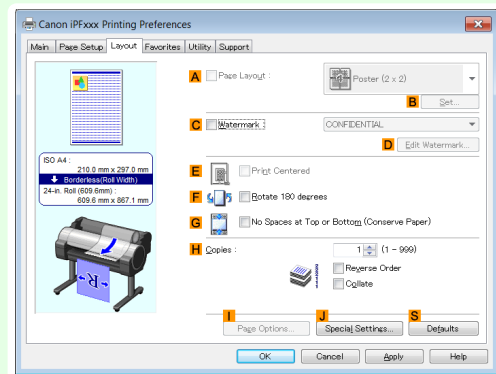 Canon iPFxxx Printing Preferences
Main Page Setup Layout Favorites Utility Support
A Page Layout : Poster (2 x 2)
B Set...
C Watermark : CONFIDENTIAL
D Edit Watermark...
ISO A4 :
210.0 mm x 297.0 mm
Borderless(Roll Width)
24-in. Roll (609.6mm) :
609.6 mm x 867.1 mm
R
E Print Centered
F Rotate 180 degrees
G No Spaces at Top or Bottom (Conserve Paper)
H Copies : 1 (1 - 999)
Reverse Order
Collate
I J S
Page Options... Special Settings... Defaults
OK Cancel Apply Help